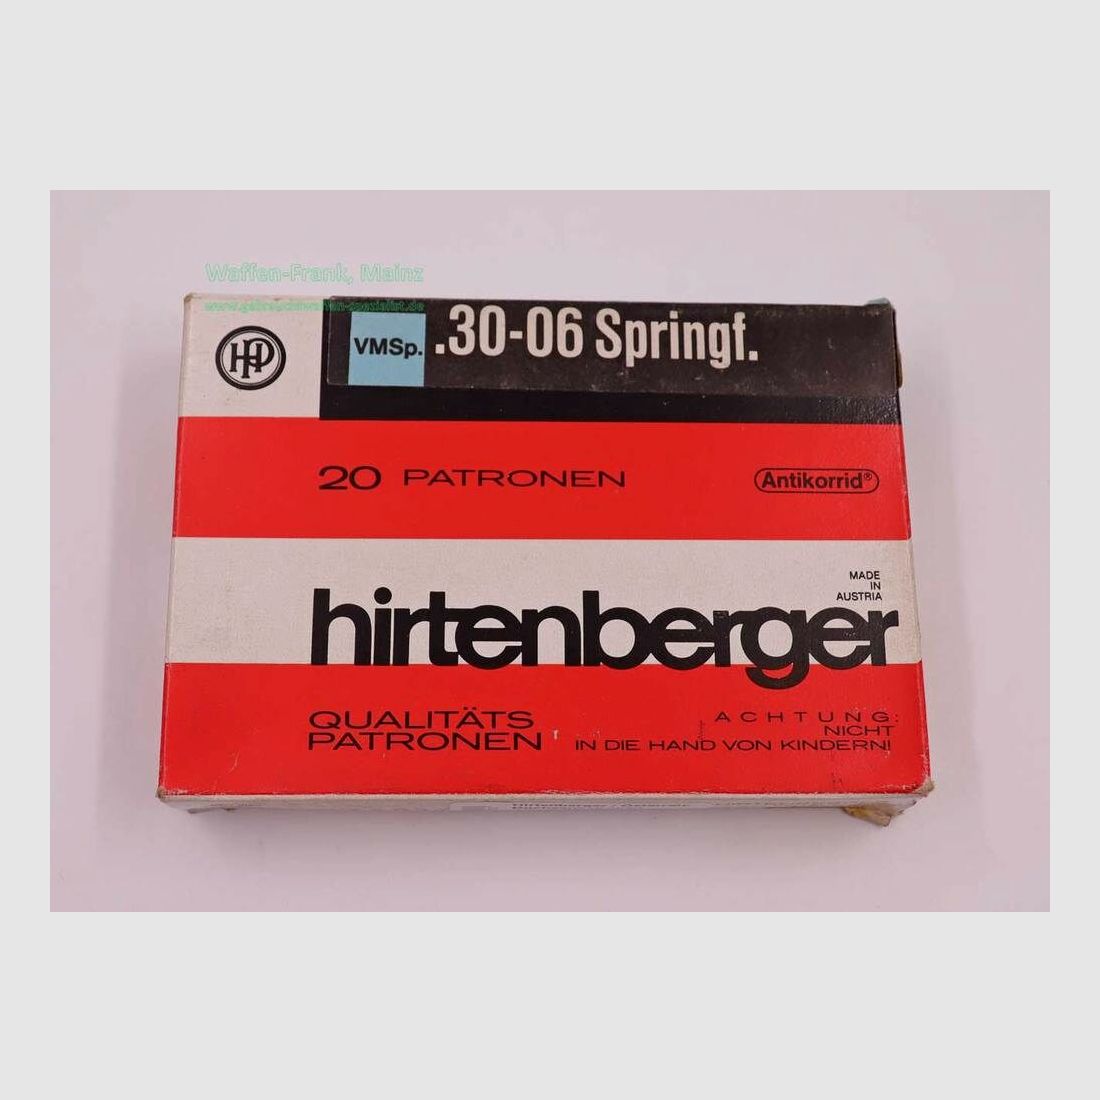 Waffen-Frank, Mainz
HP
VMSp.
.30-06 Springf.
20 PATRONEN
Antikorrid®
MADE
IN
AUSTRIA
hirtenberger
QUALITÄTS
PATRONEN
ACHTUNG:
NICHT
IN DIE HAND VON KINDERN!